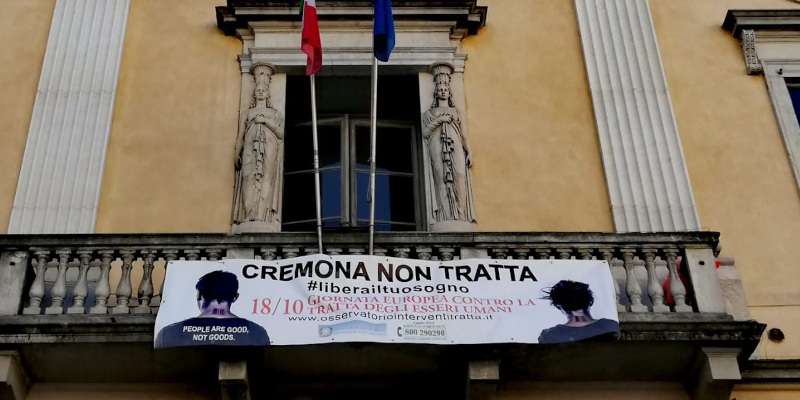 CREMONA NON TRATTA
#liberailtuosogno
18/10 GIORNATA EUROPEA CONTRO LA
TRATTA DEGLI ESSERI UMANI
www.osservatoriointerventitratta.it
800 290290
PEOPLE ARE GOOD,
NOT GOODS.